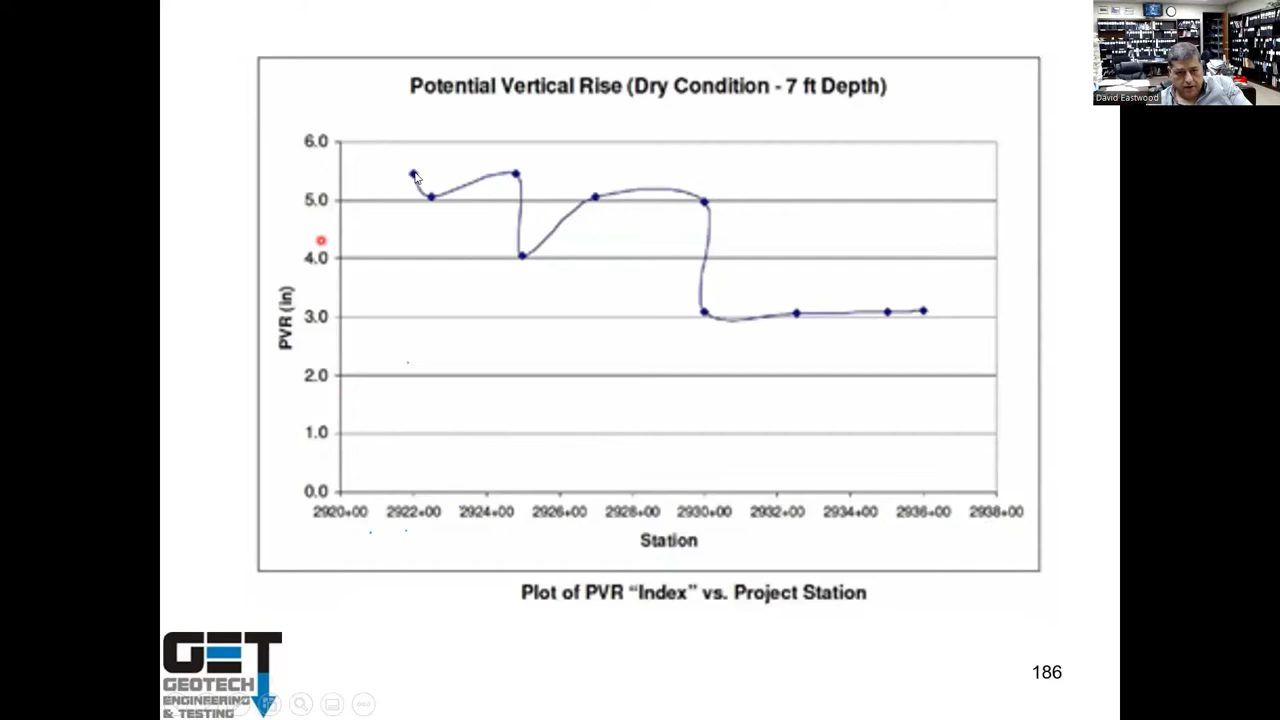 David Eastwood
Potential Vertical Rise (Dry Condition - 7 ft Depth)
6.0
5.0
4.0
3.0
2.0
1.0
0.0
PVR (in)
2920+00 2922+00 2924+00 2926+00 2928+00 2930+00 2932+00 2934+00 2936+00 2938+00
Station
Plot of PVR “Index” vs. Project Station
GET
GEOTECH
ENGINEERING
& TESTING
186